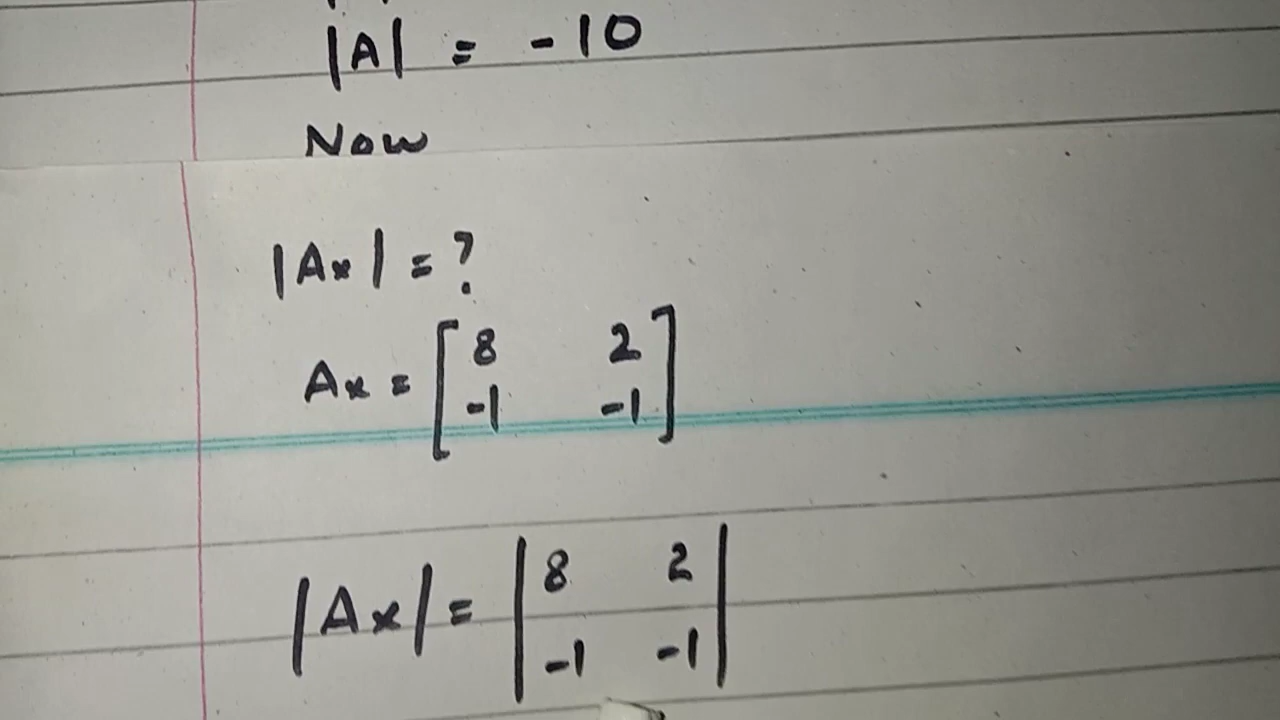 |A| = -10
Now
|Ax| = ?
Ax = [8 2
-1 -1]
|Ax| = |8 2
-1 -1|